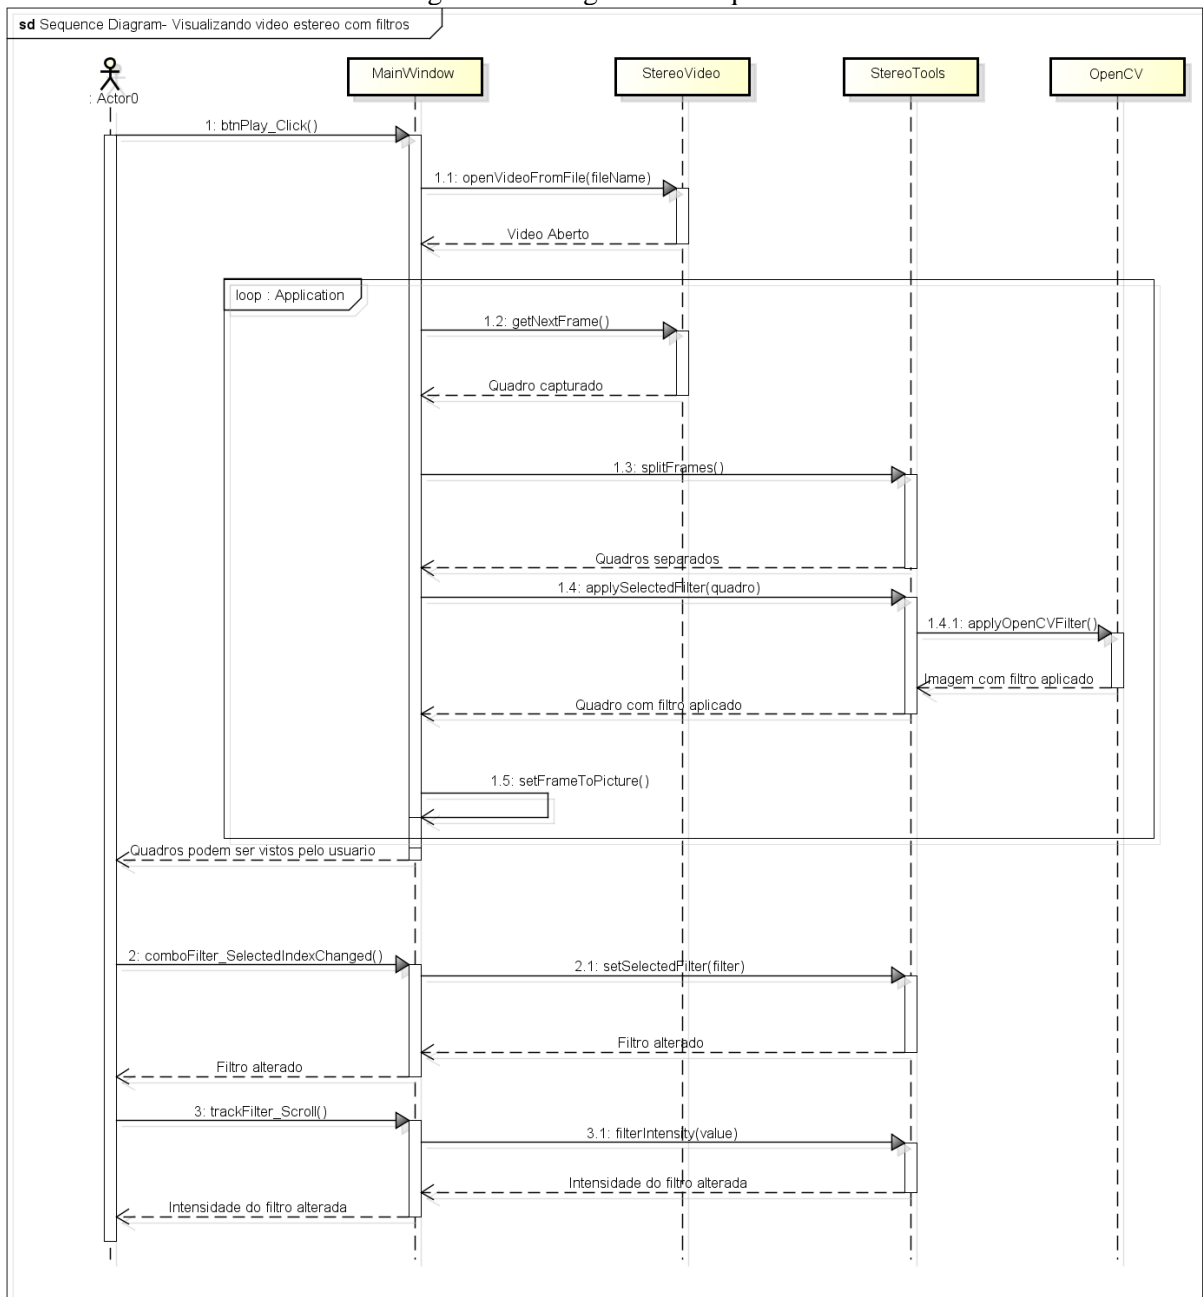 sd Sequence Diagram- Visualizando video estereo com filtros
: Actor0
MainWindow
StereoVideo
StereoTools
OpenCV
1: btnPlay_Click()
1.1: openVideoFromFile(fileName)
Video Aberto
loop : Application
1.2: getNextFrame()
Quadro capturado
1.3: splitFrames()
Quadros separados
1.4: applySelectedFilter(quadro)
1.4.1: applyOpenCVFilter()
Imagem com filtro aplicado
Quadro com filtro aplicado
1.5: setFrameToPicture()
Quadros podem ser vistos pelo usuario
2: comboFilter_SelectedIndexChanged()
2.1: setSelectedFilter(filter)
Filtro alterado
Filtro alterado
3: trackFilter_Scroll()
3.1: filterIntensity(value)
Intensidade do filtro alterada
Intensidade do filtro alterada